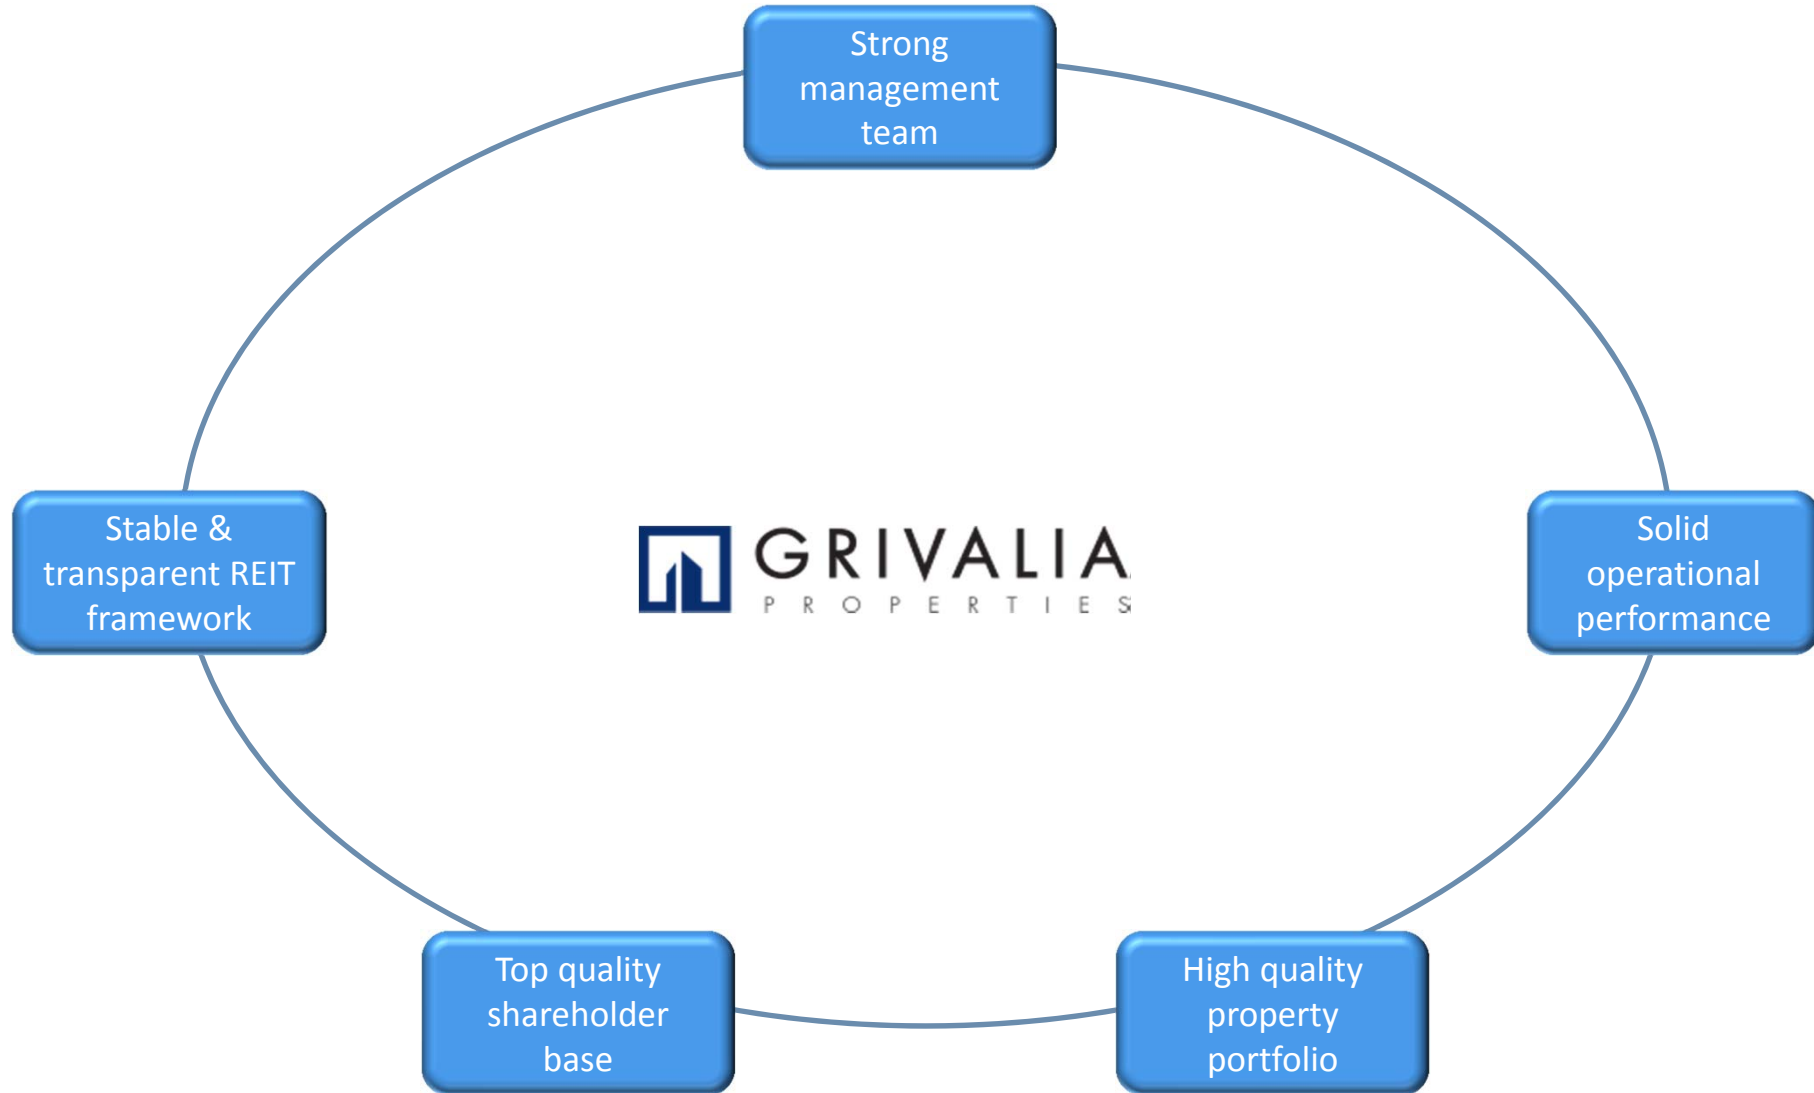 Strong
management
team
Stable &
transparent REIT
framework
GRIVALIA
PROPERTIES
Solid
operational
performance
Top quality
shareholder
base
High quality
property
portfolio